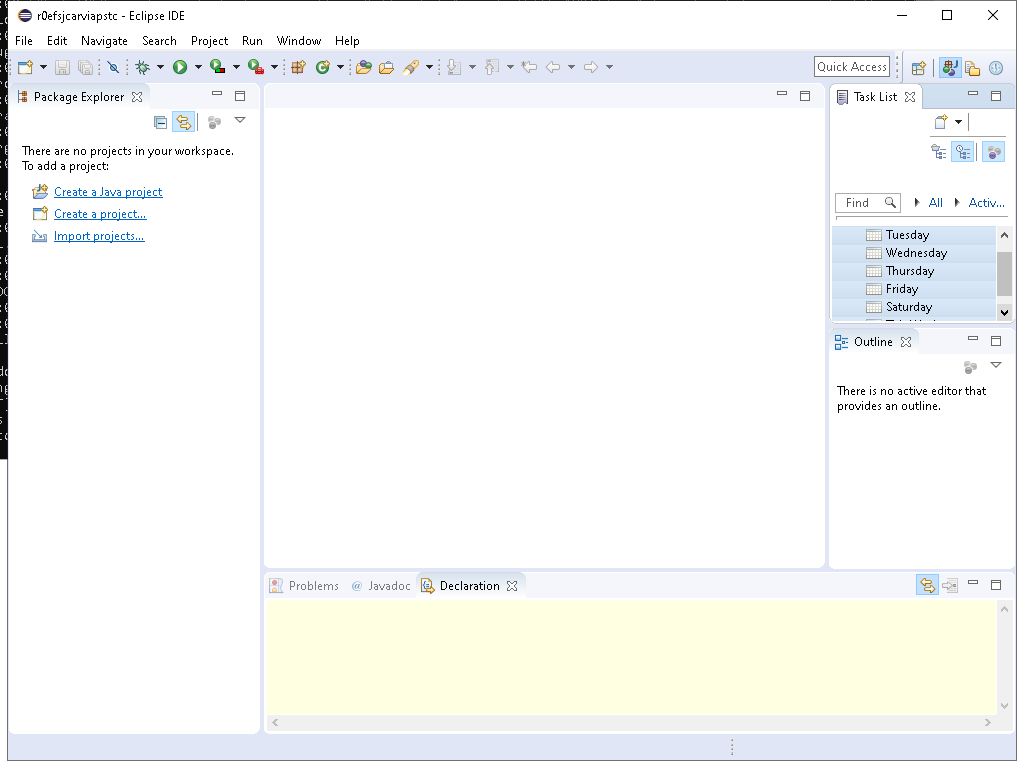 r0efsjcarviapstc - Eclipse IDE
File Edit Navigate Search Project Run Window Help
Quick Access
Package Explorer
Task List
There are no projects in your workspace.
To add a project:
Create a Java project
Create a project...
Import projects...
Find All Activ...
Tuesday
Wednesday
Thursday
Friday
Saturday
Outline
There is no active editor that
provides an outline.
Problems @ Javadoc Declaration